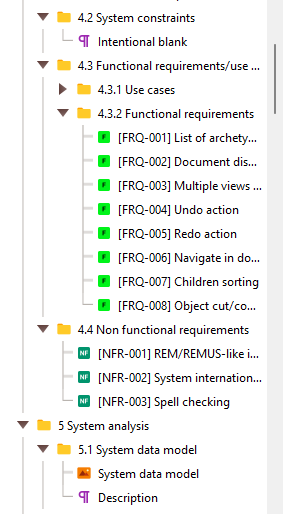 4.2 System constraints
Intentional blank
4.3 Functional requirements/use ...
4.3.1 Use cases
4.3.2 Functional requirements
F [FRQ-001] List of archety...
F [FRQ-002] Document dis...
F [FRQ-003] Multiple views ...
F [FRQ-004] Undo action
F [FRQ-005] Redo action
F [FRQ-006] Navigate in do...
F [FRQ-007] Children sorting
F [FRQ-008] Object cut/co...
4.4 Non functional requirements
NF [NFR-001] REM/REMUS-like i...
NF [NFR-002] System internation...
NF [NFR-003] Spell checking
5 System analysis
5.1 System data model
System data model
Description